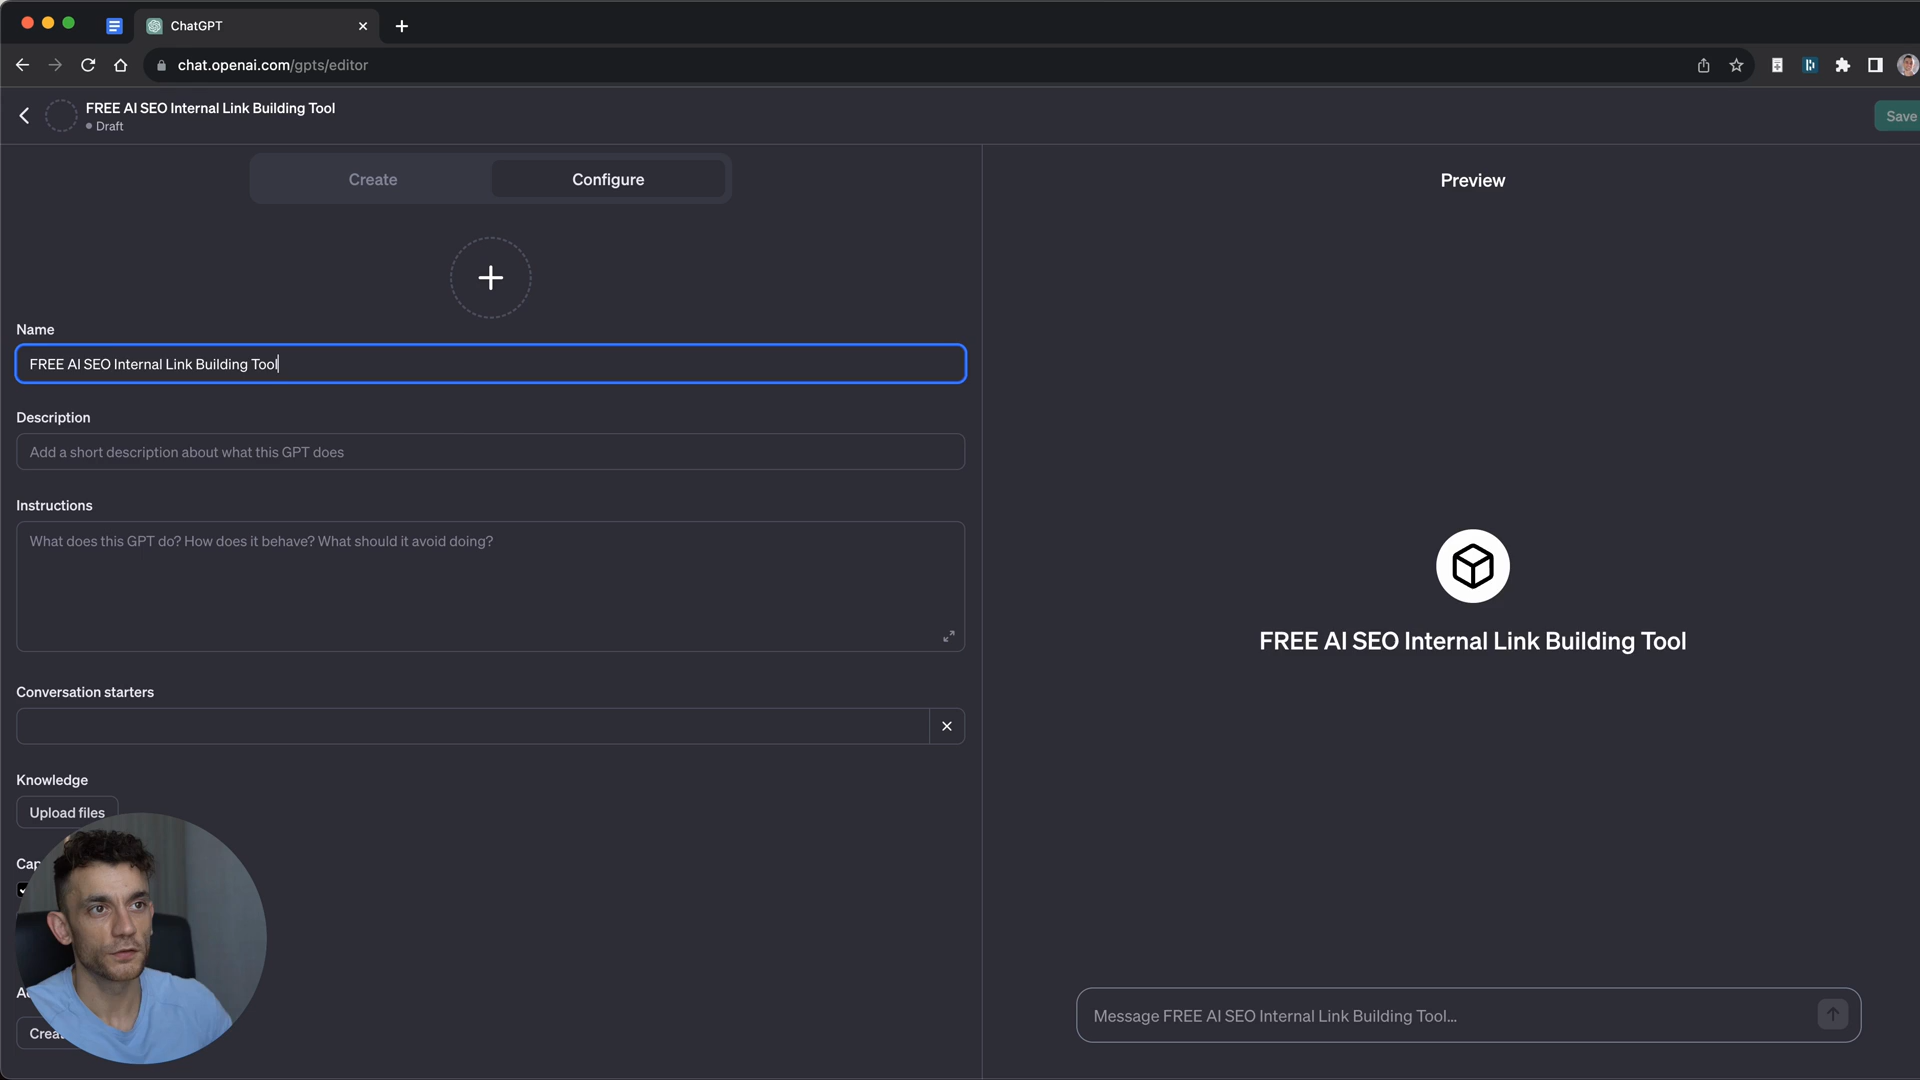 ChatGPT
chat.openai.com/gpts/editor
FREE AI SEO Internal Link Building Tool
Draft
Save
Create
Configure
Preview
Name
FREE AI SEO Internal Link Building Tool
Description
Add a short description about what this GPT does
Instructions
What does this GPT do? How does it behave? What should it avoid doing?
FREE AI SEO Internal Link Building Tool
Conversation starters
Knowledge
Upload files
Message FREE AI SEO Internal Link Building Tool...